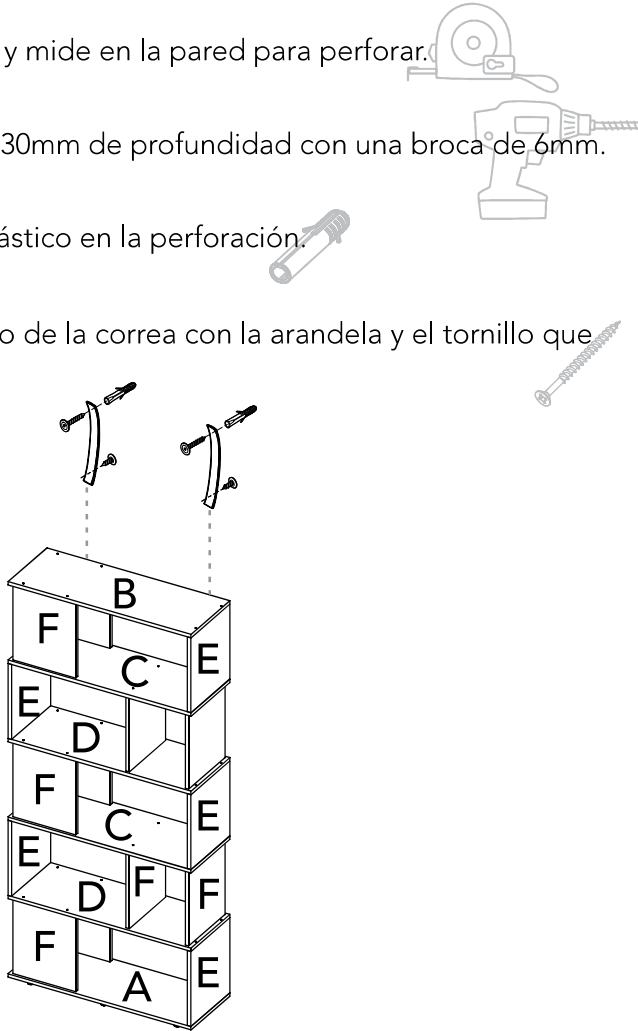 y mide en la pared para perforar.
30mm de profundidad con una broca de 6mm.
ástico en la perforación.
o de la correa con la arandela y el tornillo que
B
F
E
C
E
D
F
E
C
E
F
F
D
F
E
A